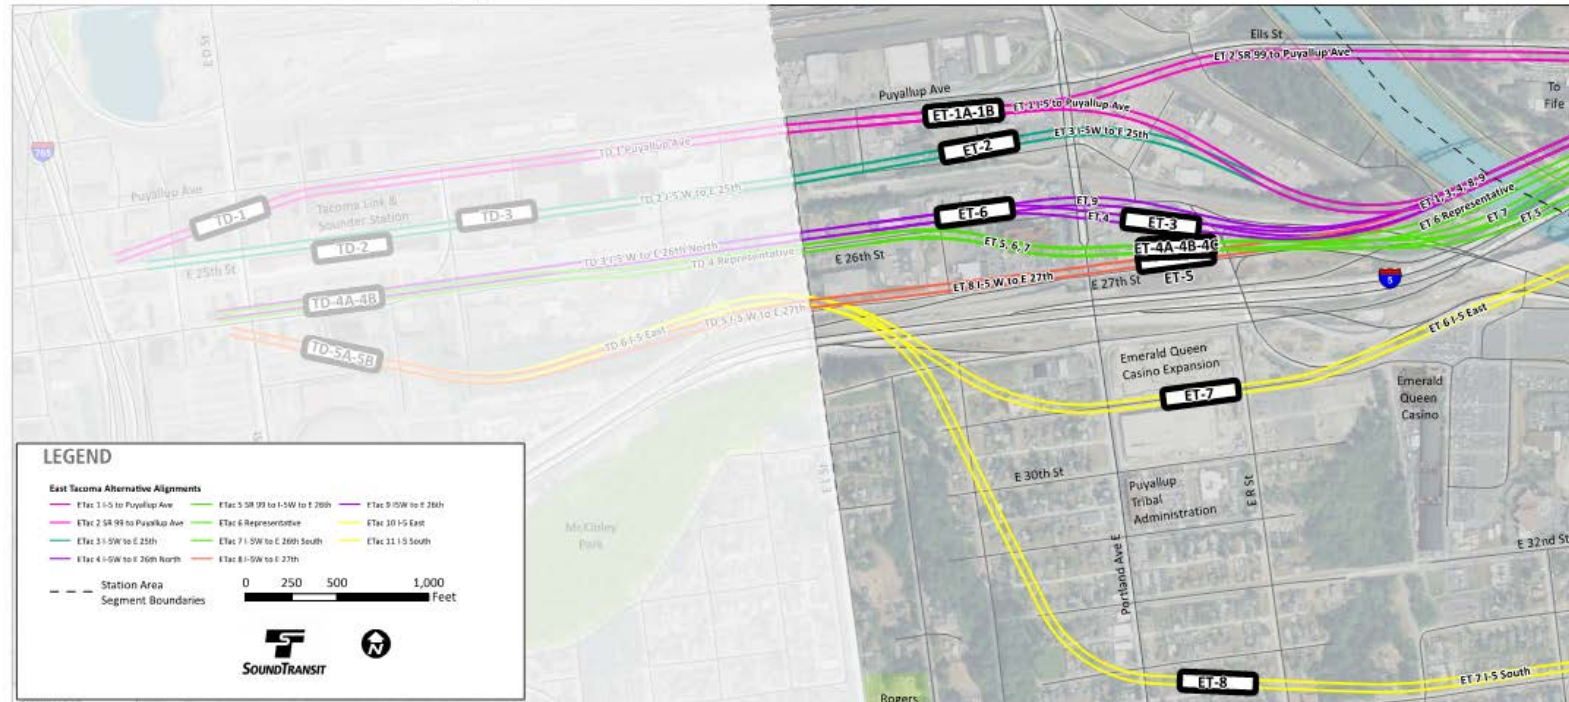 Ells St
ET 2 SR 99 to Puyallup Ave
To
Fife
E D St
Puyallup Ave
ET-1A-1B
ET 1 I-5 to Puyallup Ave
ET-2
ET 3 I-5W to E 25th
705
TD 1 Puyallup Ave
Puyallup Ave
TD-1
Tacoma Link &
Sounder Station
TD-3
TD 2 I-5 W to E 25th
TD-2
E 25th St
ET-6
ET 9
ET 4
ET-3
ET 1, 3, 4, 8, 9
ET 6 Representative
ET 7
ET 5
TD 3 I-5 W to E 26th North
TD 4 Representative
E 26th St
ET 5, 6, 7
ET-4A-4B-4C
ET-5
ET 8 I-5 W to E 27th
E 27th St
5
TD-4A-4B
TD-5A-5B
TD 6 I-5 East
TD 5 I-5 W to E 27th
ET 6 I-5 East
Emerald Queen
Casino Expansion
ET-7
Emerald
Queen
Casino
E 30th St
Puyallup
Tribal
Administration
E R St
Portland Ave E
E 32nd St
McKinley
Park
ET-8
ET 7 I-5 South
Rogers
LEGEND
East Tacoma Alternative Alignments
ETac 1 I-5 to Puyallup Ave
ETac 2 SR 99 to Puyallup Ave
ETac 3 I-5W to E 25th
ETac 4 I-5W to E 26th North
ETac 5 SR 99 to I-5W to E 26th
ETac 6 Representative
ETac 7 I-5W to E 26th South
ETac 8 I-5W to E 27th
ETac 9 I5W to E 26th
ETac 10 I-5 East
ETac 11 I-5 South
Station Area
Segment Boundaries
0 250 500 1,000
Feet
SOUNDTRANSIT
N